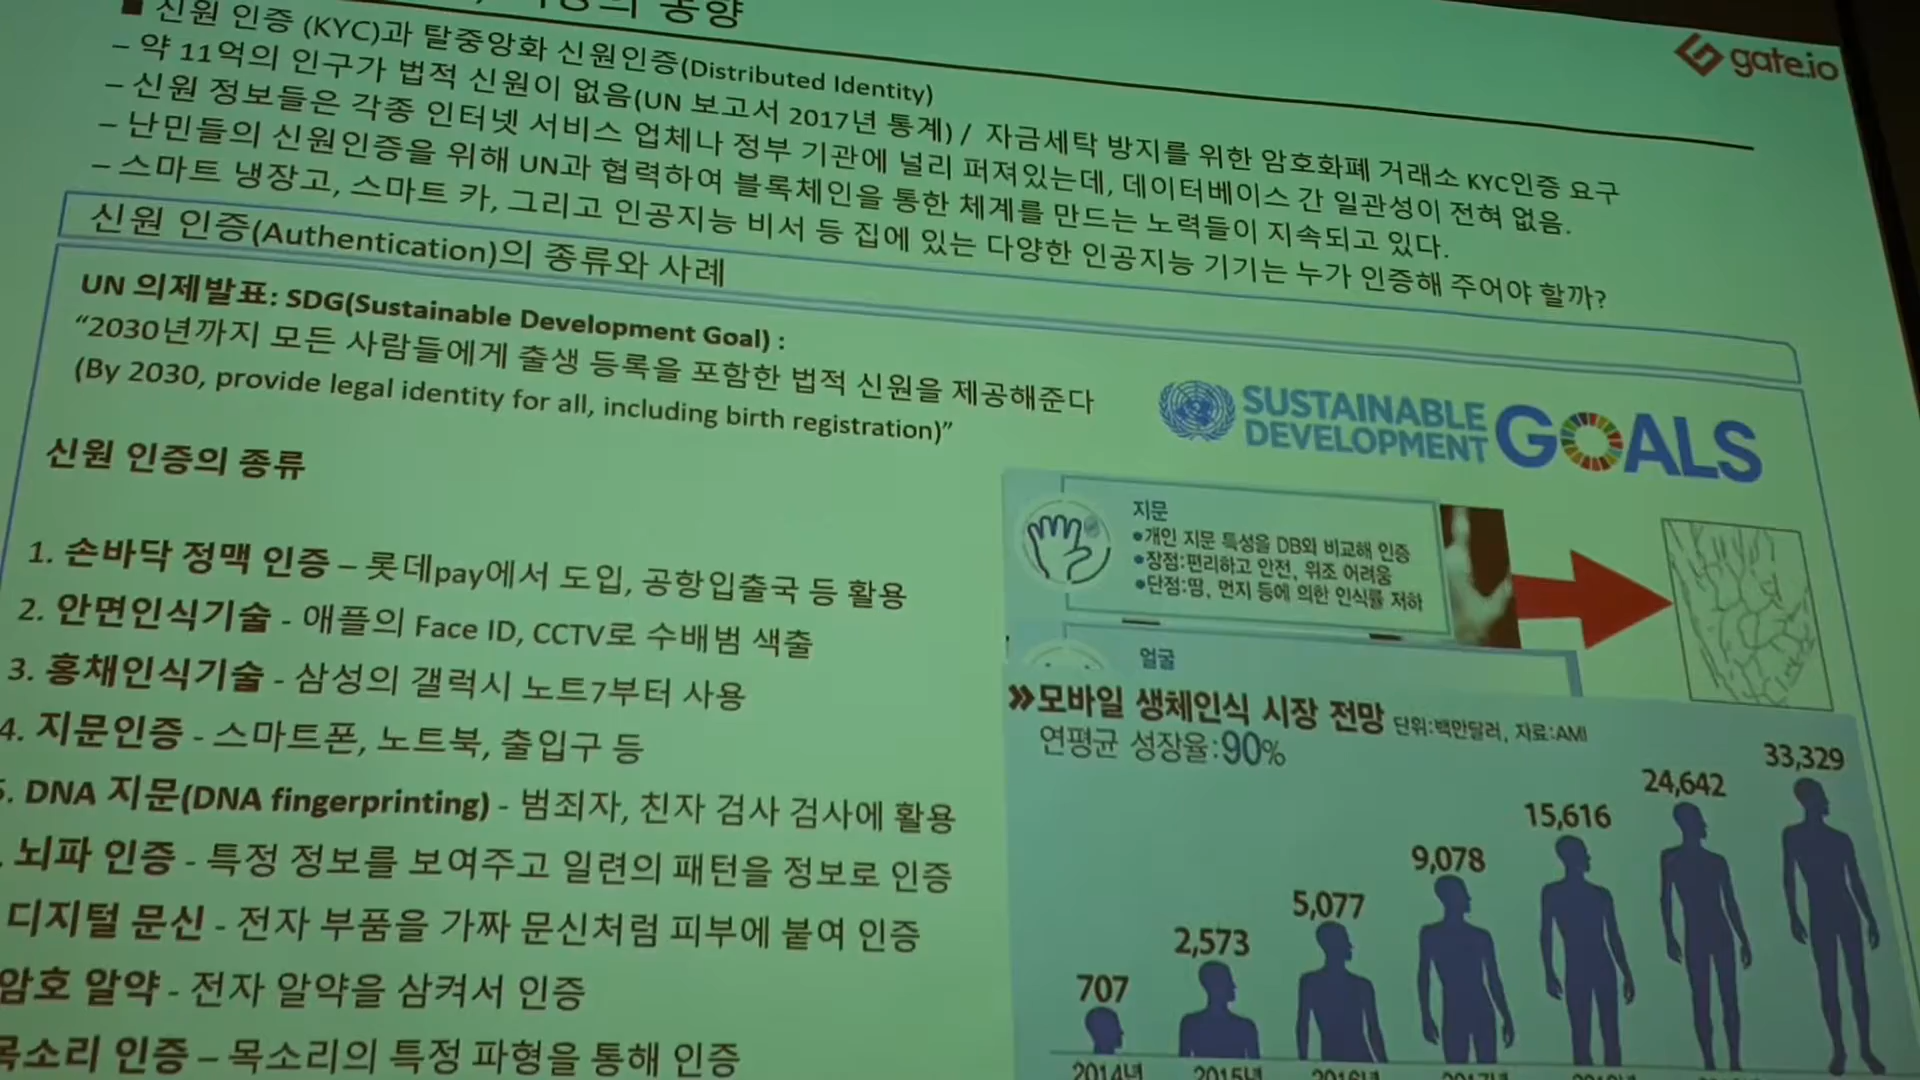 동향
gate.io
■ 신원 인증 (KYC)과 탈중앙화 신원인증(Distributed Identity)
– 약 11억의 인구가 법적 신원이 없음(UN 보고서 2017년 통계) / 자금세탁 방지를 위한 암호화폐 거래소 KYC인증 요구
– 신원 정보들은 각종 인터넷 서비스 업체나 정부 기관에 널리 퍼져있는데, 데이터베이스 간 일관성이 전혀 없음.
– 난민들의 신원인증을 위해 UN과 협력하여 블록체인을 통한 체계를 만드는 노력들이 지속되고 있다.
– 스마트 냉장고, 스마트 카, 그리고 인공지능 비서 등 집에 있는 다양한 인공지능 기기는 누가 인증해 주어야 할까?
신원 인증(Authentication)의 종류와 사례
UN 의제발표: SDG(Sustainable Development Goal) :
“2030년까지 모든 사람들에게 출생 등록을 포함한 법적 신원을 제공해준다
(By 2030, provide legal identity for all, including birth registration)”
SUSTAINABLE
DEVELOPMENT
GOALS
신원 인증의 종류
1. 손바닥 정맥 인증 – 롯데pay에서 도입, 공항입출국 등 활용
2. 안면인식기술 - 애플의 Face ID, CCTV로 수배범 색출
3. 홍채인식기술 - 삼성의 갤럭시 노트7부터 사용
4. 지문인증 - 스마트폰, 노트북, 출입구 등
5. DNA 지문(DNA fingerprinting) - 범죄자, 친자 검사 검사에 활용
. 뇌파 인증 - 특정 정보를 보여주고 일련의 패턴을 정보로 인증
디지털 문신 - 전자 부품을 가짜 문신처럼 피부에 붙여 인증
암호 알약 - 전자 알약을 삼켜서 인증
목소리 인증 – 목소리의 특정 파형을 통해 인증
지문
●개인 지문 특성을 DB와 비교해 인증
●장점:편리하고 안전, 위조 어려움
●단점:땀, 먼지 등에 의한 인식률 저하
얼굴
»모바일 생체인식 시장 전망 단위:백만달러, 자료:AMI
연평균 성장율:90%
707
2,573
5,077
9,078
15,616
24,642
33,329
2014년 2015년 2016년 2017년